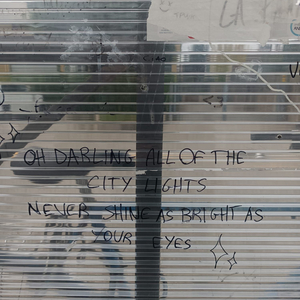 OH DARLING ALL OF THE
CITY LIGHTS
NEVER SHINE AS BRIGHT AS
YOUR EYES